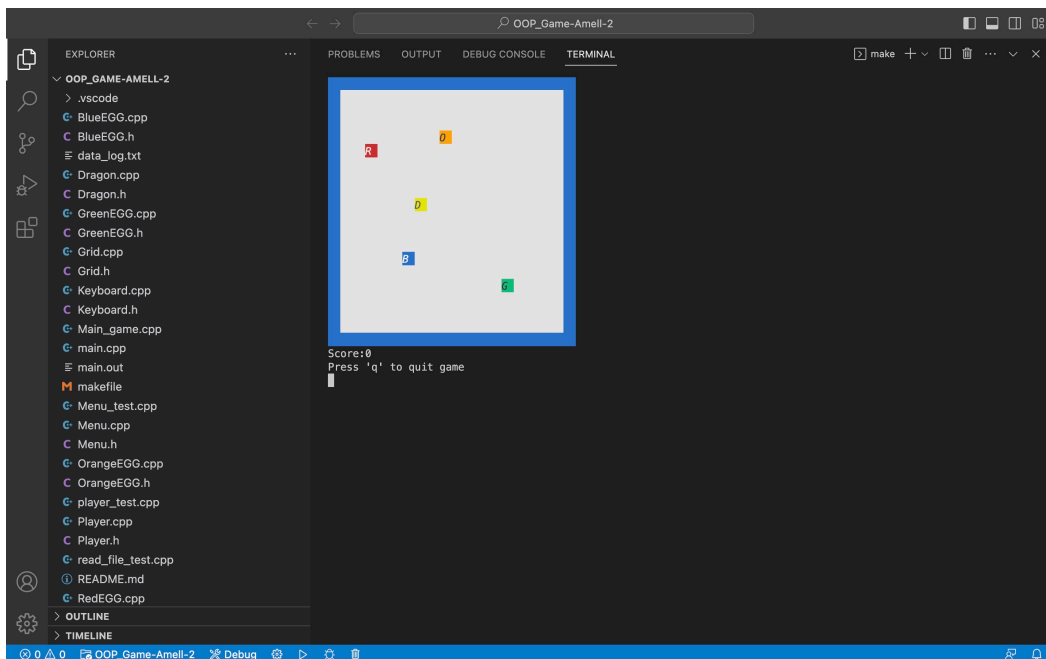 OOP_Game-Amell-2
EXPLORER
OOP_GAME-AMELL-2
.vscode
BlueEGG.cpp
C BlueEGG.h
data_log.txt
Dragon.cpp
C Dragon.h
GreenEGG.cpp
C GreenEGG.h
Grid.cpp
C Grid.h
Keyboard.cpp
C Keyboard.h
Main_game.cpp
main.cpp
main.out
M makefile
Menu_test.cpp
Menu.cpp
C Menu.h
OrangeEGG.cpp
C OrangeEGG.h
player_test.cpp
Player.cpp
C Player.h
read_file_test.cpp
README.md
RedEGG.cpp
OUTLINE
TIMELINE
PROBLEMS OUTPUT DEBUG CONSOLE TERMINAL
make
O
R
D
B
G
Score:0
Press 'q' to quit game
0 0 OOP_Game-Amell-2 Debug